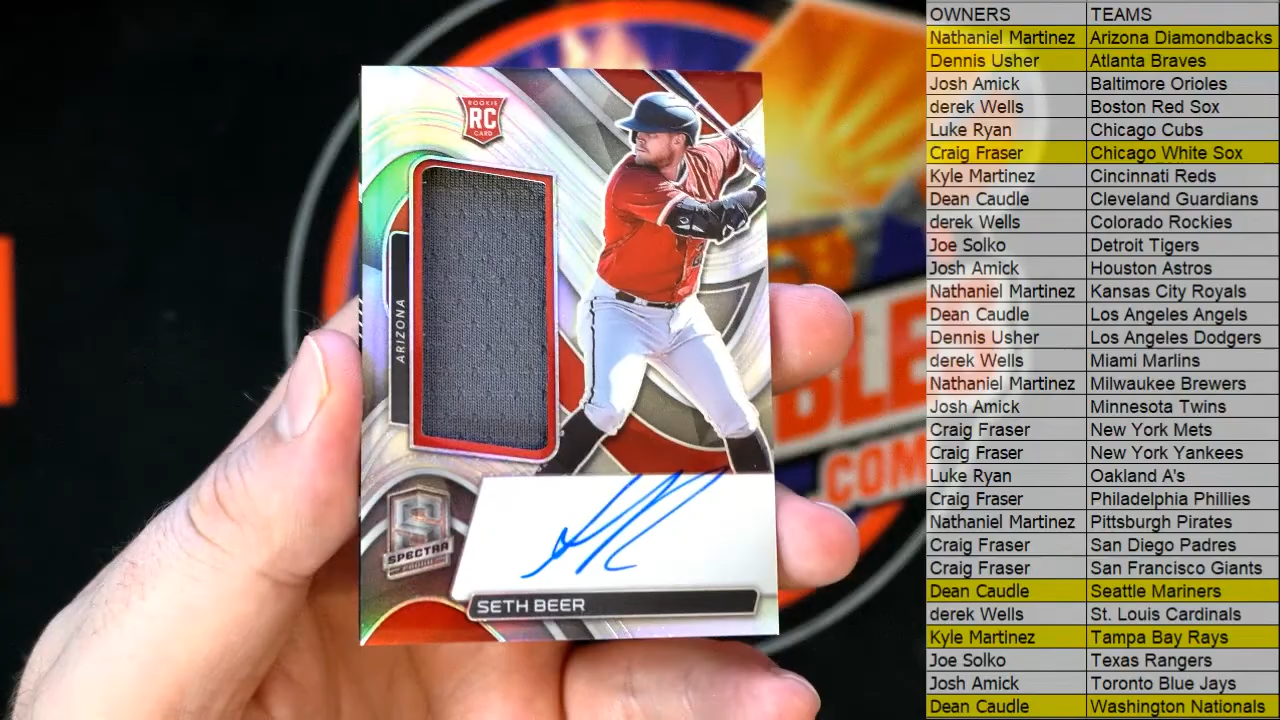 ROOKIE
RC
CARD
ARIZONA
SPECTRA
PANINI
SETH BEER
BLE
.COM
OWNERS TEAMS
Nathaniel Martinez Arizona Diamondbacks
Dennis Usher Atlanta Braves
Josh Amick Baltimore Orioles
derek Wells Boston Red Sox
Luke Ryan Chicago Cubs
Craig Fraser Chicago White Sox
Kyle Martinez Cincinnati Reds
Dean Caudle Cleveland Guardians
derek Wells Colorado Rockies
Joe Solko Detroit Tigers
Josh Amick Houston Astros
Nathaniel Martinez Kansas City Royals
Dean Caudle Los Angeles Angels
Dennis Usher Los Angeles Dodgers
derek Wells Miami Marlins
Nathaniel Martinez Milwaukee Brewers
Josh Amick Minnesota Twins
Craig Fraser New York Mets
Craig Fraser New York Yankees
Luke Ryan Oakland A's
Craig Fraser Philadelphia Phillies
Nathaniel Martinez Pittsburgh Pirates
Craig Fraser San Diego Padres
Craig Fraser San Francisco Giants
Dean Caudle Seattle Mariners
derek Wells St. Louis Cardinals
Kyle Martinez Tampa Bay Rays
Joe Solko Texas Rangers
Josh Amick Toronto Blue Jays
Dean Caudle Washington Nationals